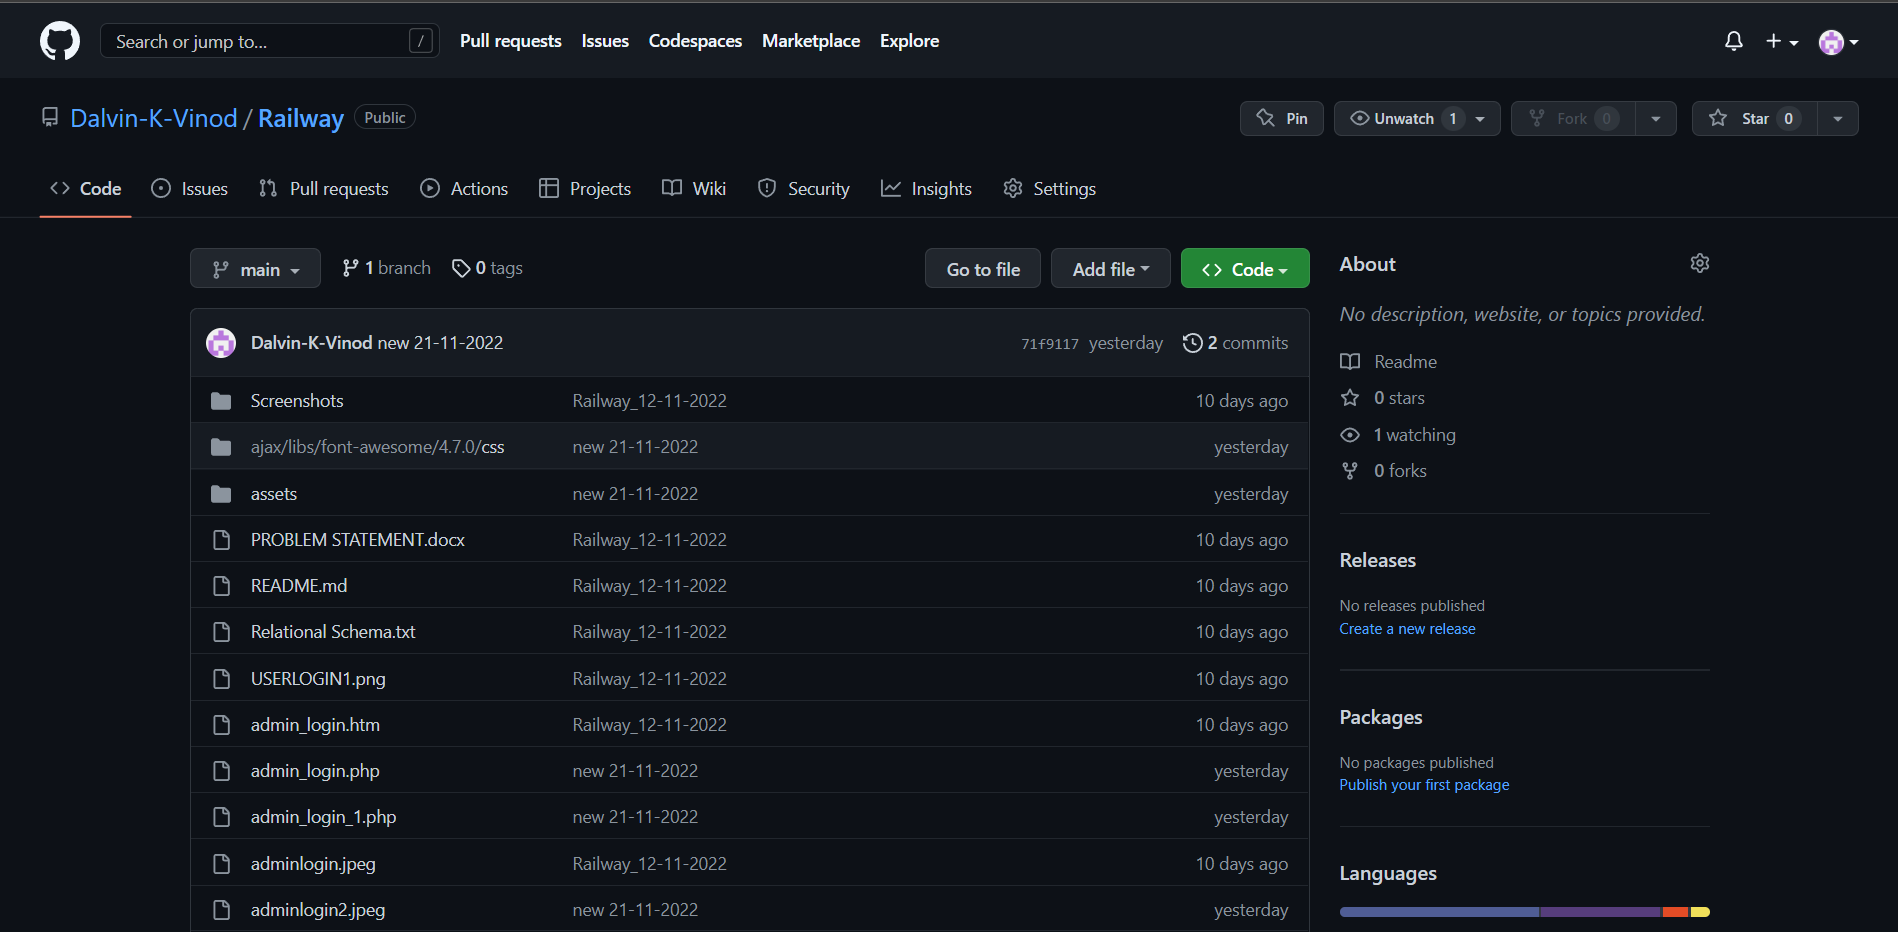 Search or jump to... / Pull requests Issues Codespaces Marketplace Explore
Dalvin-K-Vinod / Railway Public Pin Unwatch 1 Fork 0 Star 0
Code Issues Pull requests Actions Projects Wiki Security Insights Settings
main 1 branch 0 tags Go to file Add file Code
Dalvin-K-Vinod new 21-11-2022 71f9117 yesterday 2 commits
Screenshots Railway_12-11-2022 10 days ago
ajax/libs/font-awesome/4.7.0/css new 21-11-2022 yesterday
assets new 21-11-2022 yesterday
PROBLEM STATEMENT.docx Railway_12-11-2022 10 days ago
README.md Railway_12-11-2022 10 days ago
Relational Schema.txt Railway_12-11-2022 10 days ago
USERLOGIN1.png Railway_12-11-2022 10 days ago
admin_login.htm Railway_12-11-2022 10 days ago
admin_login.php new 21-11-2022 yesterday
admin_login_1.php new 21-11-2022 yesterday
adminlogin.jpeg Railway_12-11-2022 10 days ago
adminlogin2.jpeg new 21-11-2022 yesterday
About
No description, website, or topics provided.
Readme
0 stars
1 watching
0 forks
Releases
No releases published
Create a new release
Packages
No packages published
Publish your first package
Languages